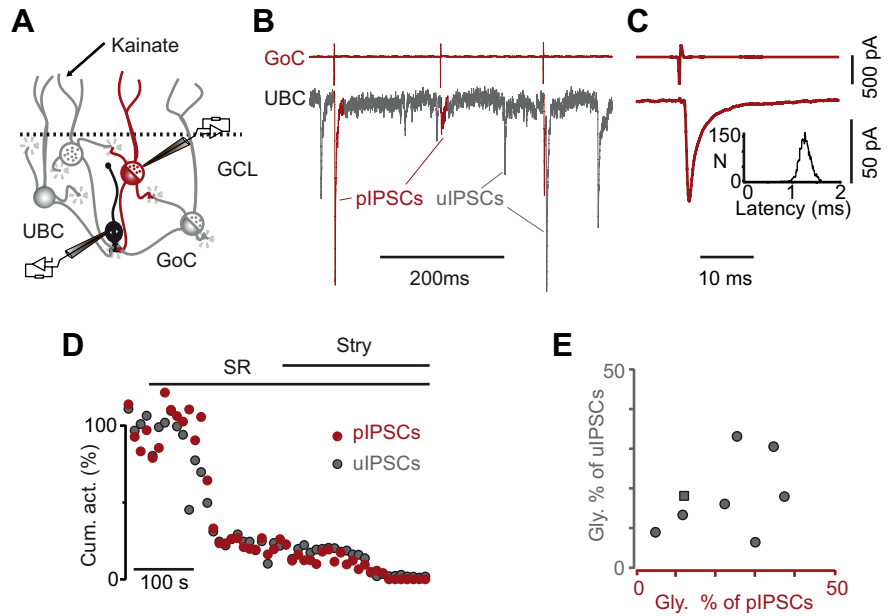 A
Kainate
GCL
UBC
GoC
B
GoC
UBC
pIPSCs
uIPSCs
200ms
C
500 pA
50 pA
150
N
0
0 1 2
Latency (ms)
10 ms
D
Stry
SR
100
0
Cum. act. (%)
pIPSCs
uIPSCs
100 s
E
50
0
Gly. % of uIPSCs
0 50
Gly. % of pIPSCs